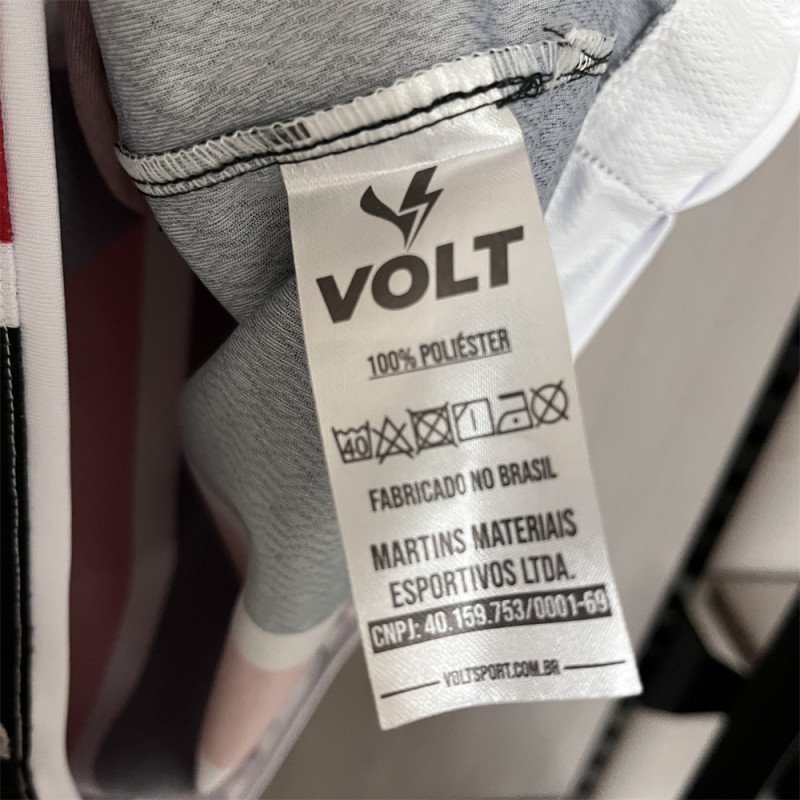 VOLT
100% POLIÉSTER
40
FABRICADO NO BRASIL
MARTINS MATERIAIS
ESPORTIVOS LTDA.
CNPJ: 40.159.753/0001-69
VOLTSPORT.COM.BR